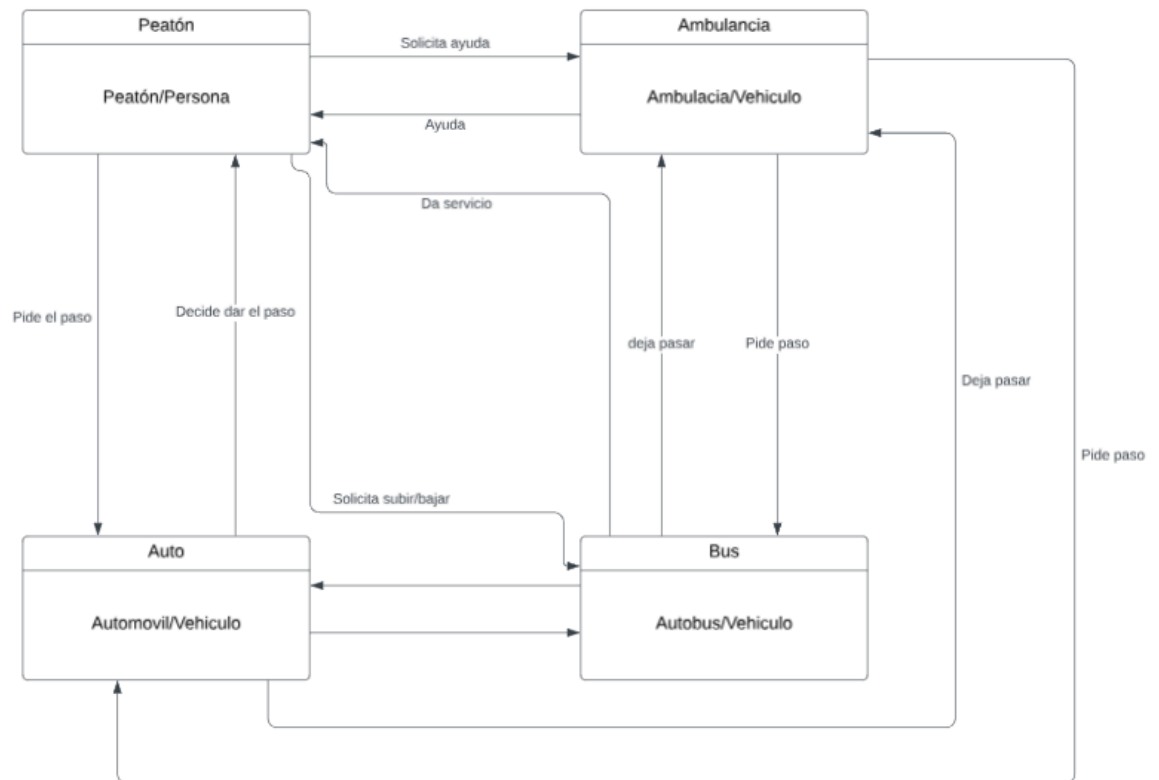 Peatón
Peatón/Persona
Solicita ayuda
Ayuda
Ambulancia
Ambulacia/Vehiculo
Da servicio
Pide el paso
Decide dar el paso
deja pasar
Pide paso
Deja pasar
Pide paso
Solicita subir/bajar
Auto
Automovil/Vehiculo
Bus
Autobus/Vehiculo